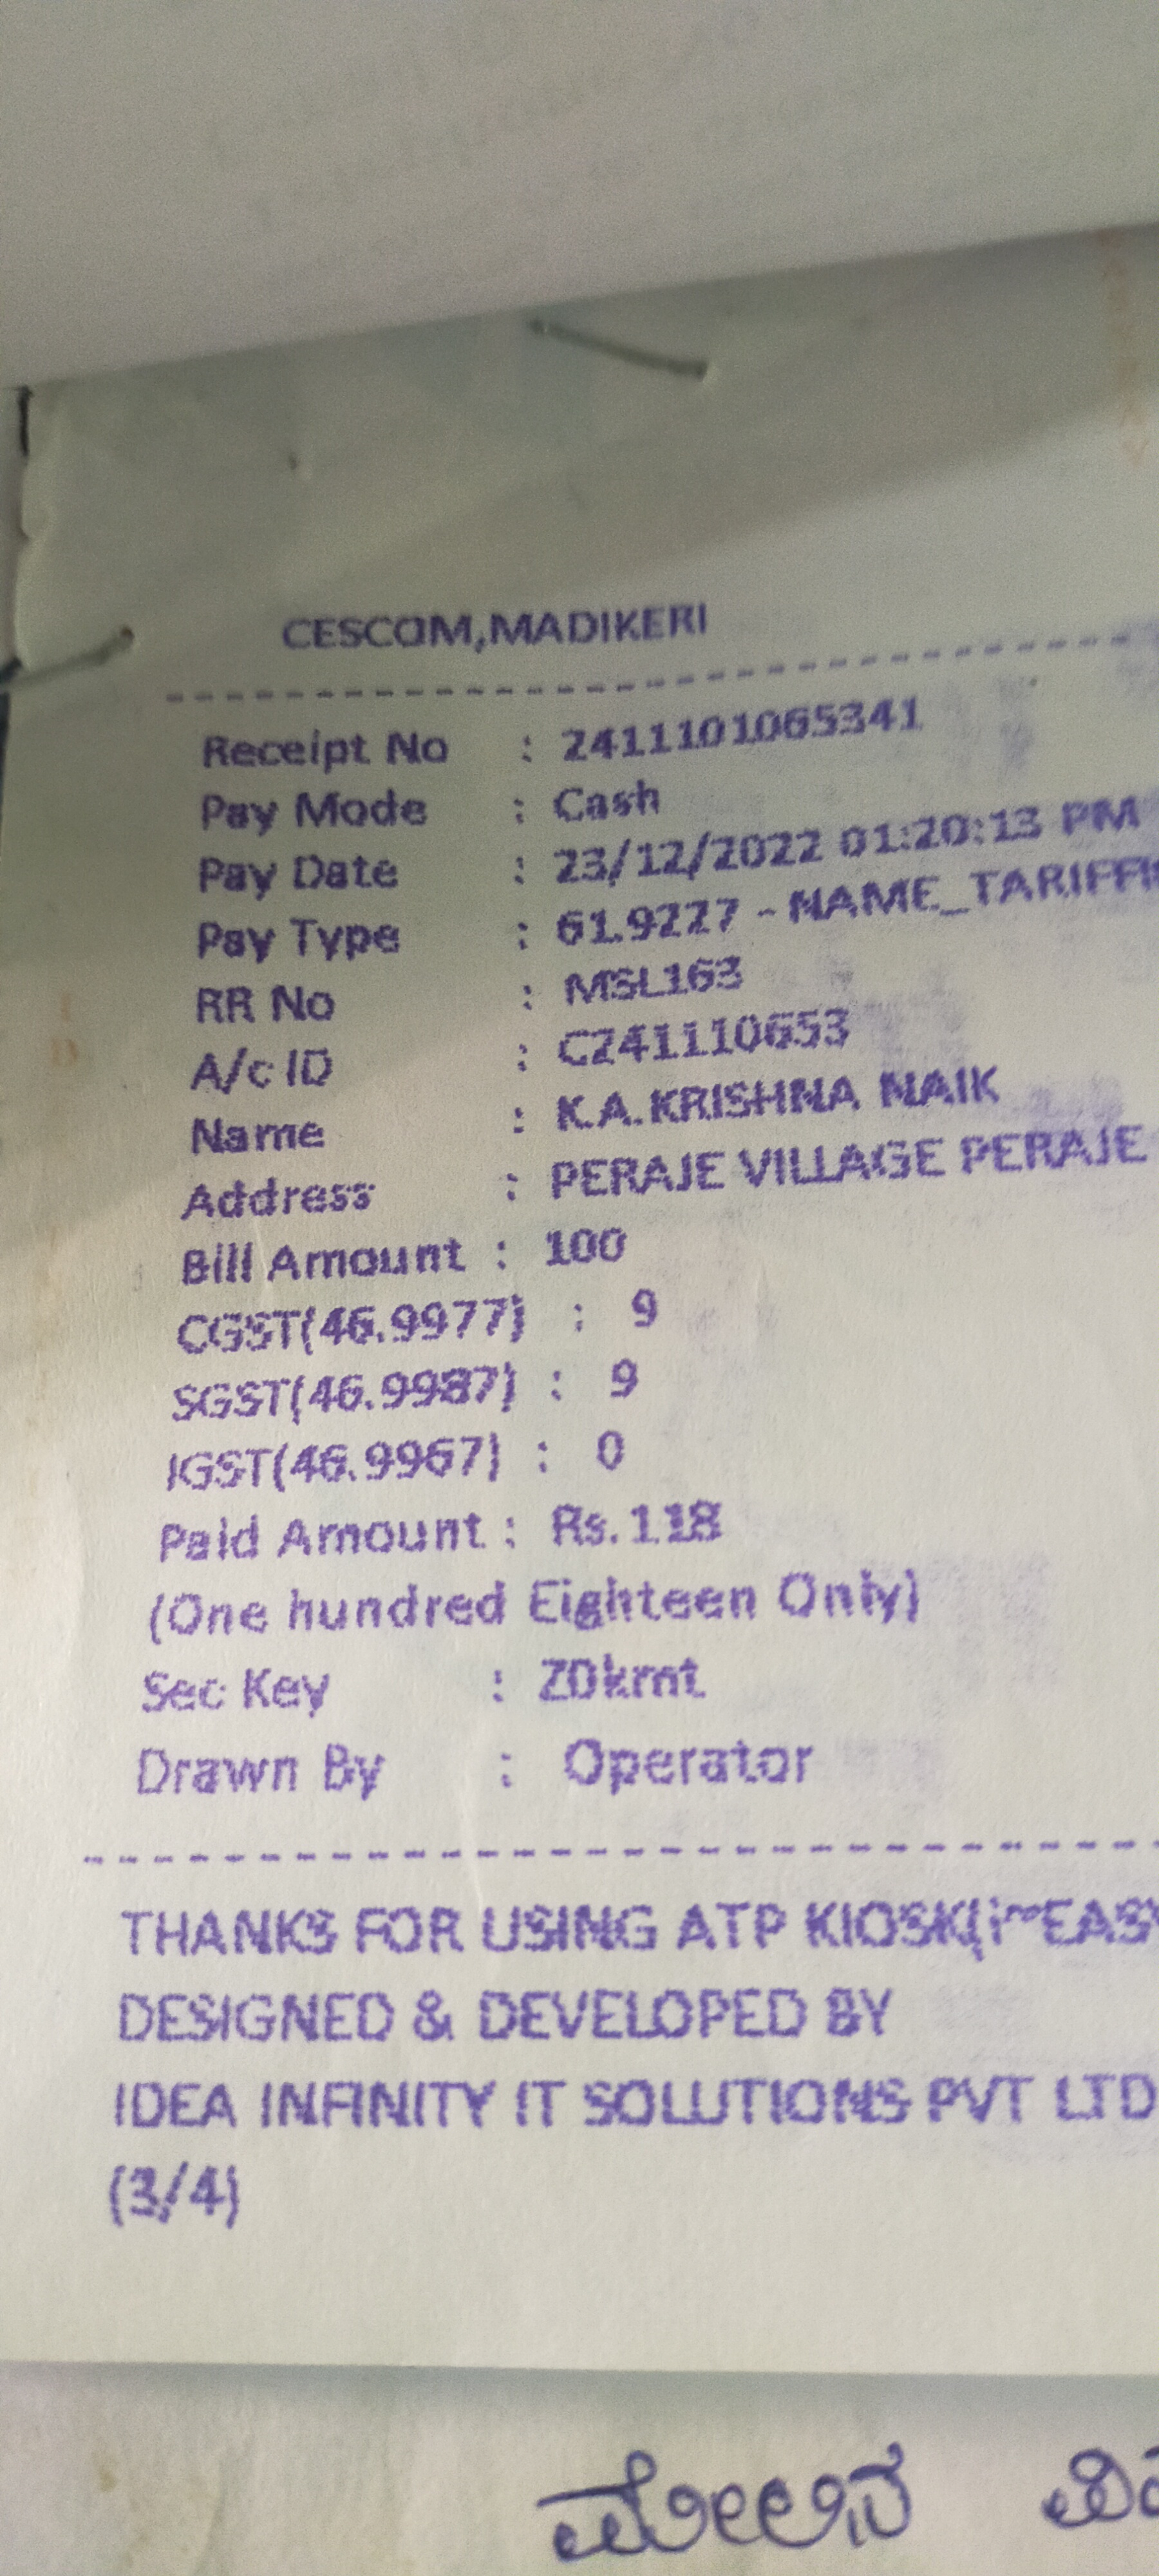 CESCOM,MADIKERI
Receipt No : 2411101065341
Pay Mode : Cash
Pay Date : 23/12/2022 01:20:13 PM
Pay Type : 61.9227 - NAME_TARIFF
RR No : MSL163
A/c ID : CZ41110653
Name : K.A.KRISHNA NAIK
Address : PERAJE VILLAGE PERAJE
Bill Amount : 100
CGST(46.9977) : 9
SGST(46.9987) : 9
IGST(46.9967) : 0
Paid Amount : Rs.118
(One hundred Eighteen Only)
Sec Key : ZDkmt
Drawn By : Operator
THANKS FOR USING ATP KIOSK(i~EASY
DESIGNED & DEVELOPED BY
IDEA INFINITY IT SOLUTIONS PVT LTD
(3/4)
ಮೇಲಿನ